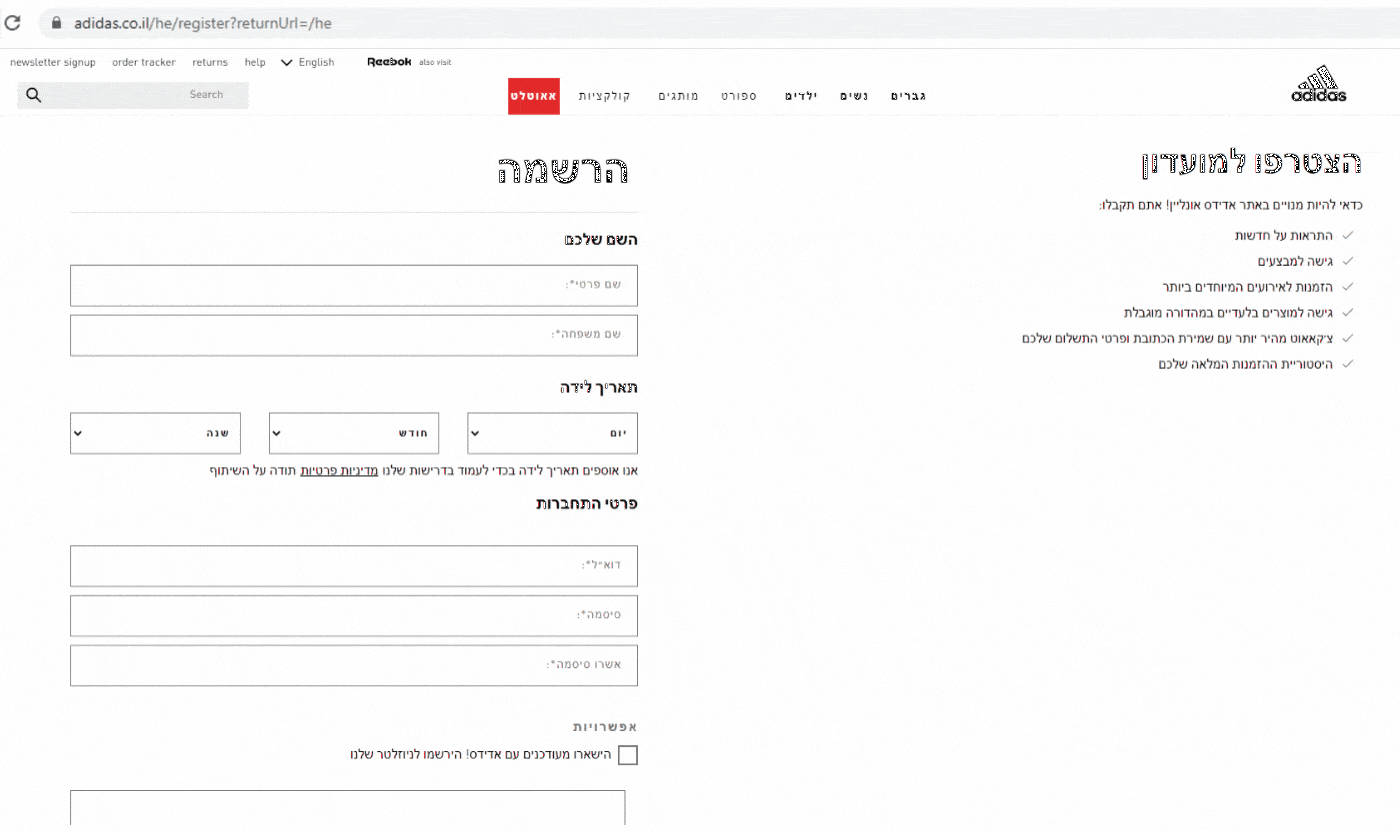 adidas.co.il/he/register?returnUrl=/he
newsletter signup order tracker returns help English Reebok also visit
Search
גברים נשים ילדים ספורט מותגים קולקציות אאוטלט
adidas
הצטרפו למועדון
כדאי להיות מנויים באתר אדידס אונליין! אתם תקבלו:
התראות על חדשות
גישה למבצעים
הזמנות לאירועים המיוחדים ביותר
גישה למוצרים בלעדיים במהדורה מוגבלת
צ'קאאוט מהיר יותר עם שמירת הכתובת ופרטי התשלום שלכם
היסטוריית ההזמנות המלאה שלכם
הרשמה
השם שלכם
שם פרטי*:
שם משפחה*:
תאריך לידה
יום חודש שנה
אנו אוספים תאריך לידה בכדי לעמוד בדרישות שלנו מדיניות פרטיות תודה על השיתוף
פרטי התחברות
דוא״ל*:
סיסמה*:
אשרו סיסמה*:
אפשרויות
הישארו מעודכנים עם אדידס! הירשמו לניוזלטר שלנו